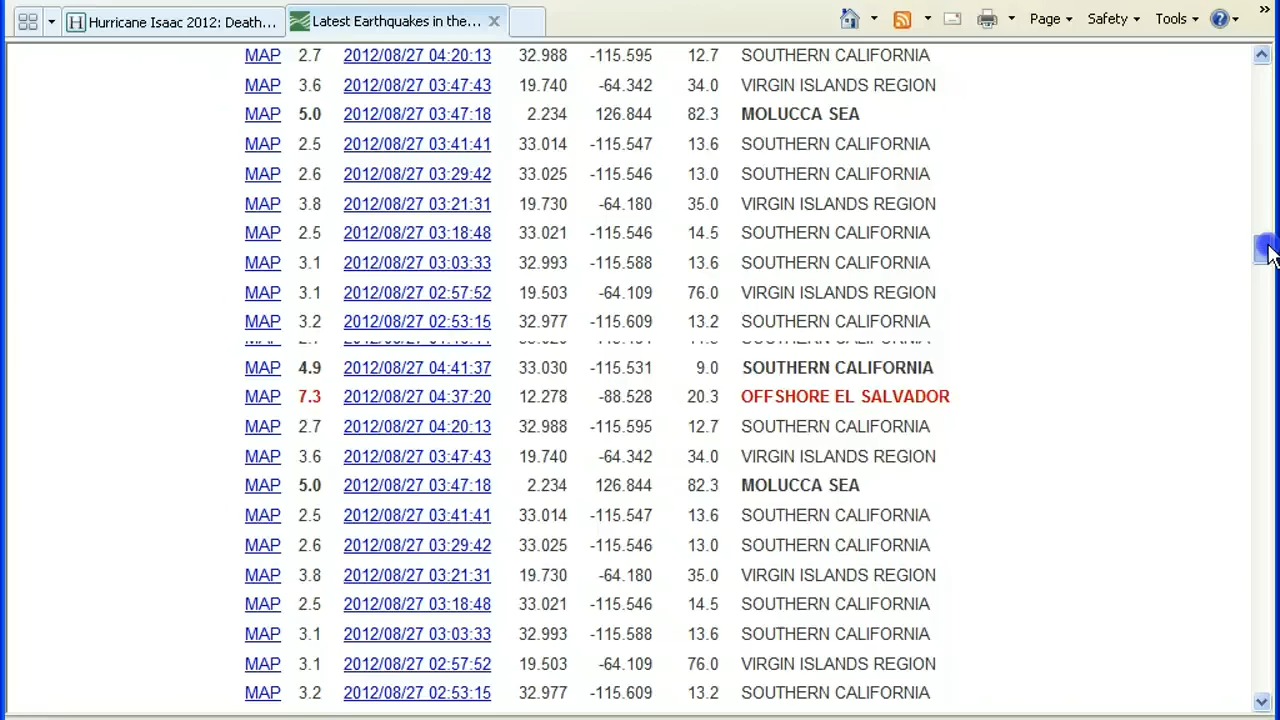 Hurricane Isaac 2012: Death... Latest Earthquakes in the... Page Safety Tools
MAP 2.7 2012/08/27 04:20:13 32.988 -115.595 12.7 SOUTHERN CALIFORNIA
MAP 3.6 2012/08/27 03:47:43 19.740 -64.342 34.0 VIRGIN ISLANDS REGION
MAP 5.0 2012/08/27 03:47:18 2.234 126.844 82.3 MOLUCCA SEA
MAP 2.5 2012/08/27 03:41:41 33.014 -115.547 13.6 SOUTHERN CALIFORNIA
MAP 2.6 2012/08/27 03:29:42 33.025 -115.546 13.0 SOUTHERN CALIFORNIA
MAP 3.8 2012/08/27 03:21:31 19.730 -64.180 35.0 VIRGIN ISLANDS REGION
MAP 2.5 2012/08/27 03:18:48 33.021 -115.546 14.5 SOUTHERN CALIFORNIA
MAP 3.1 2012/08/27 03:03:33 32.993 -115.588 13.6 SOUTHERN CALIFORNIA
MAP 3.1 2012/08/27 02:57:52 19.503 -64.109 76.0 VIRGIN ISLANDS REGION
MAP 3.2 2012/08/27 02:53:15 32.977 -115.609 13.2 SOUTHERN CALIFORNIA
MAP 4.9 2012/08/27 04:41:37 33.030 -115.531 9.0 SOUTHERN CALIFORNIA
MAP 7.3 2012/08/27 04:37:20 12.278 -88.528 20.3 OFFSHORE EL SALVADOR
MAP 2.7 2012/08/27 04:20:13 32.988 -115.595 12.7 SOUTHERN CALIFORNIA
MAP 3.6 2012/08/27 03:47:43 19.740 -64.342 34.0 VIRGIN ISLANDS REGION
MAP 5.0 2012/08/27 03:47:18 2.234 126.844 82.3 MOLUCCA SEA
MAP 2.5 2012/08/27 03:41:41 33.014 -115.547 13.6 SOUTHERN CALIFORNIA
MAP 2.6 2012/08/27 03:29:42 33.025 -115.546 13.0 SOUTHERN CALIFORNIA
MAP 3.8 2012/08/27 03:21:31 19.730 -64.180 35.0 VIRGIN ISLANDS REGION
MAP 2.5 2012/08/27 03:18:48 33.021 -115.546 14.5 SOUTHERN CALIFORNIA
MAP 3.1 2012/08/27 03:03:33 32.993 -115.588 13.6 SOUTHERN CALIFORNIA
MAP 3.1 2012/08/27 02:57:52 19.503 -64.109 76.0 VIRGIN ISLANDS REGION
MAP 3.2 2012/08/27 02:53:15 32.977 -115.609 13.2 SOUTHERN CALIFORNIA